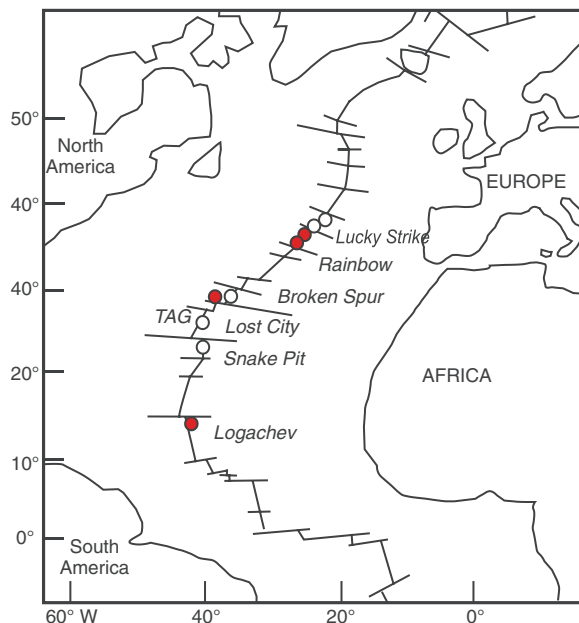 50°
North
America
EUROPE
40°
Lucky Strike
Rainbow
40°
Broken Spur
TAG
Lost City
Snake Pit
20°
AFRICA
Logachev
10°
0°
South
America
60° W
40°
20°
0°